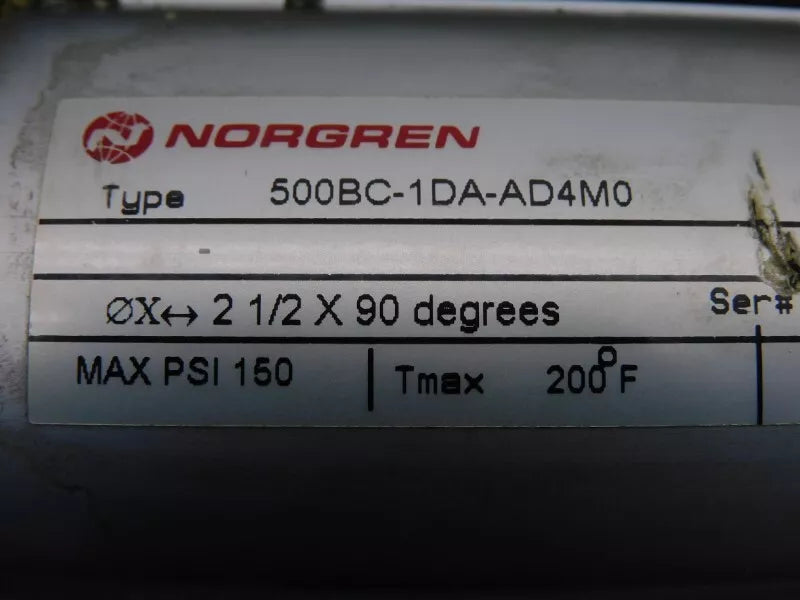 NORGREN
Type 500BC-1DA-AD4M0
-
ØX↔ 2 1/2 X 90 degrees Ser#
MAX PSI 150 Tmax 200°F